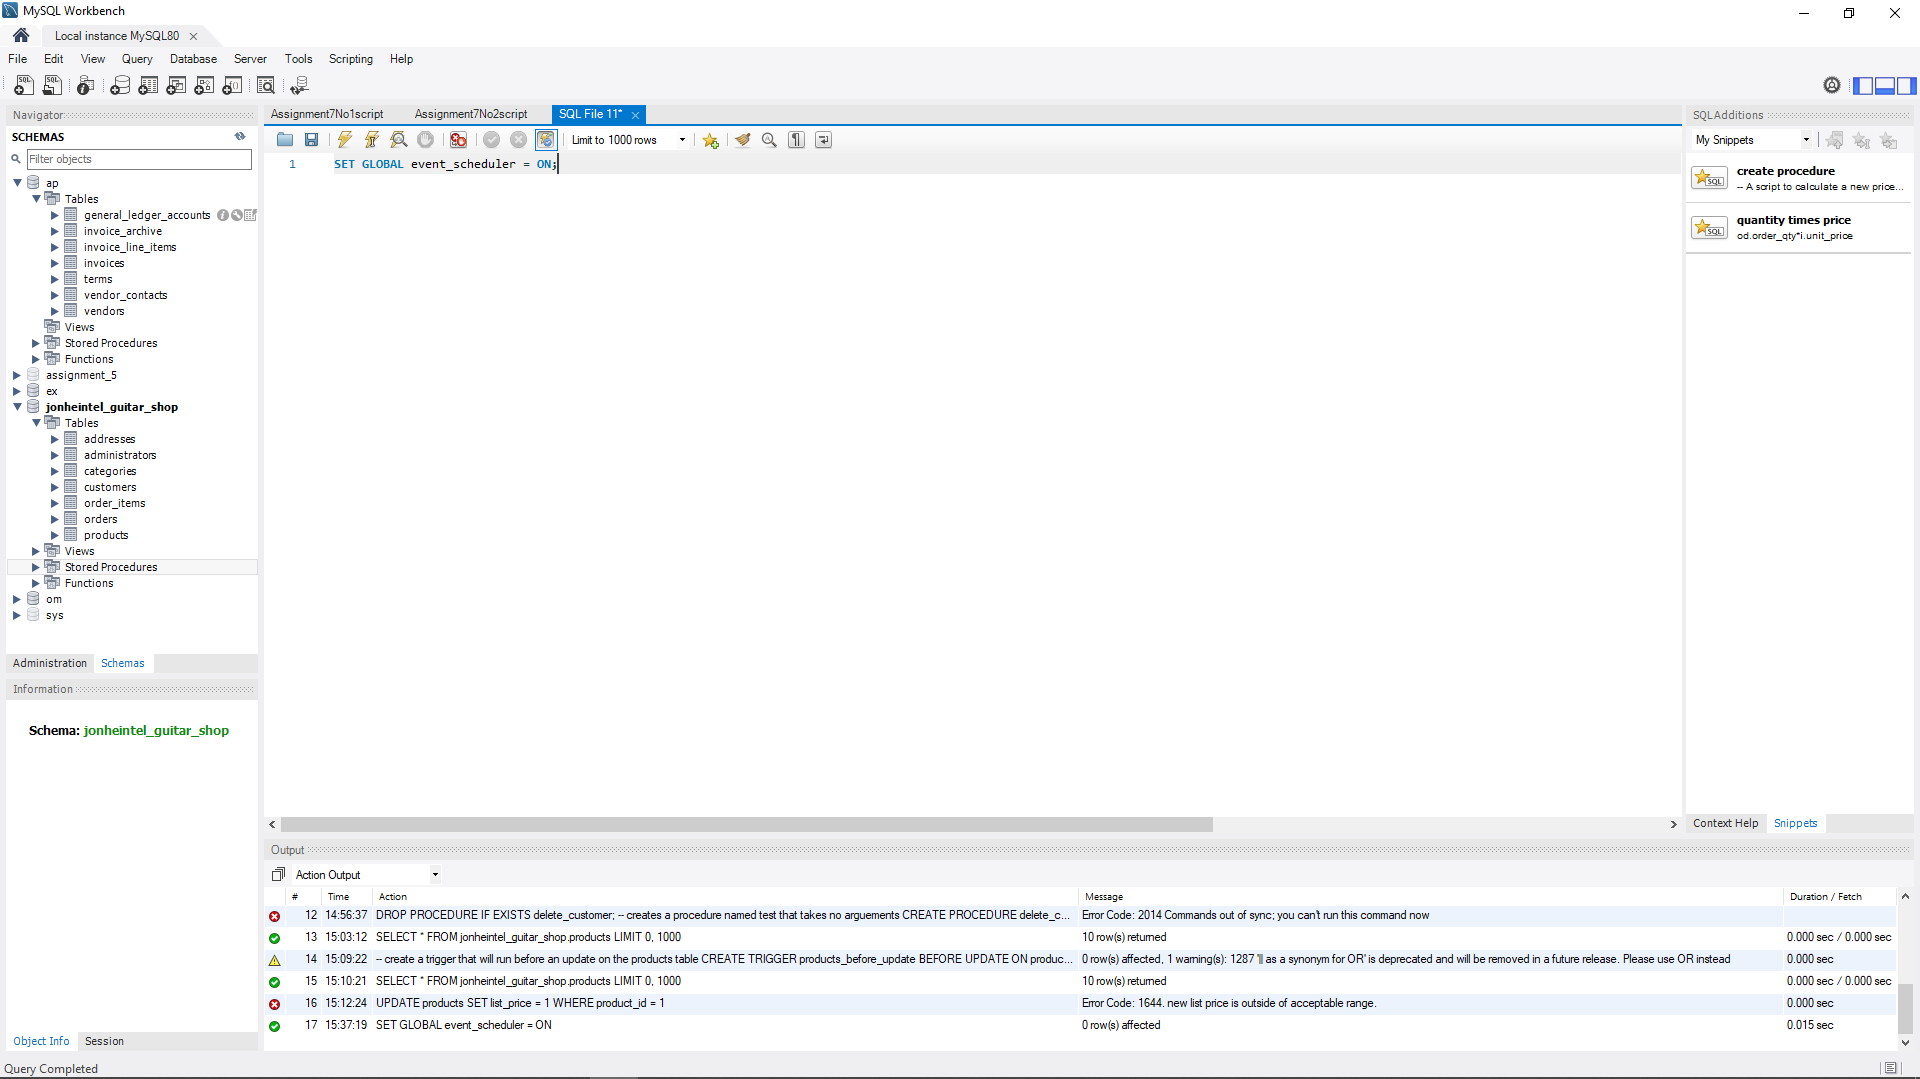 MySQL Workbench
Local instance MySQL80
File Edit View Query Database Server Tools Scripting Help
Navigator
SCHEMAS
Filter objects
ap
Tables
general_ledger_accounts
invoice_archive
invoice_line_items
invoices
terms
vendor_contacts
vendors
Views
Stored Procedures
Functions
assignment_5
ex
jonheintel_guitar_shop
Tables
addresses
administrators
categories
customers
order_items
orders
products
Views
Stored Procedures
Functions
om
sys
Administration Schemas
Information
Schema: jonheintel_guitar_shop
Object Info Session
Query Completed
Assignment7No1script Assignment7No2script SQL File 11*
Limit to 1000 rows
1 SET GLOBAL event_scheduler = ON;
SQLAdditions
My Snippets
create procedure
-- A script to calculate a new price...
quantity times price
od.order_qty*i.unit_price
Context Help Snippets
Output
Action Output
# Time Action Message Duration / Fetch
12 14:56:37 DROP PROCEDURE IF EXISTS delete_customer; -- creates a procedure named test that takes no arguements CREATE PROCEDURE delete_c... Error Code: 2014 Commands out of sync; you can't run this command now
13 15:03:12 SELECT * FROM jonheintel_guitar_shop.products LIMIT 0, 1000 10 row(s) returned 0.000 sec / 0.000 sec
14 15:09:22 -- create a trigger that will run before an update on the products table CREATE TRIGGER products_before_update BEFORE UPDATE ON produc... 0 row(s) affected, 1 warning(s): 1287 '|| as a synonym for OR' is deprecated and will be removed in a future release. Please use OR instead 0.000 sec
15 15:10:21 SELECT * FROM jonheintel_guitar_shop.products LIMIT 0, 1000 10 row(s) returned 0.000 sec / 0.000 sec
16 15:12:24 UPDATE products SET list_price = 1 WHERE product_id = 1 Error Code: 1644. new list price is outside of acceptable range. 0.000 sec
17 15:37:19 SET GLOBAL event_scheduler = ON 0 row(s) affected 0.015 sec